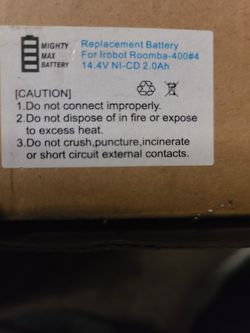 MIGHTY
MAX
BATTERY
Replacement Battery
For Irobot Roomba-400#4
14.4V NI-CD 2.0Ah
[CAUTION]
1.Do not connect improperly.
2.Do not dispose of in fire or expose
to excess heat.
3.Do not crush,puncture,incinerate
or short circuit external contacts.